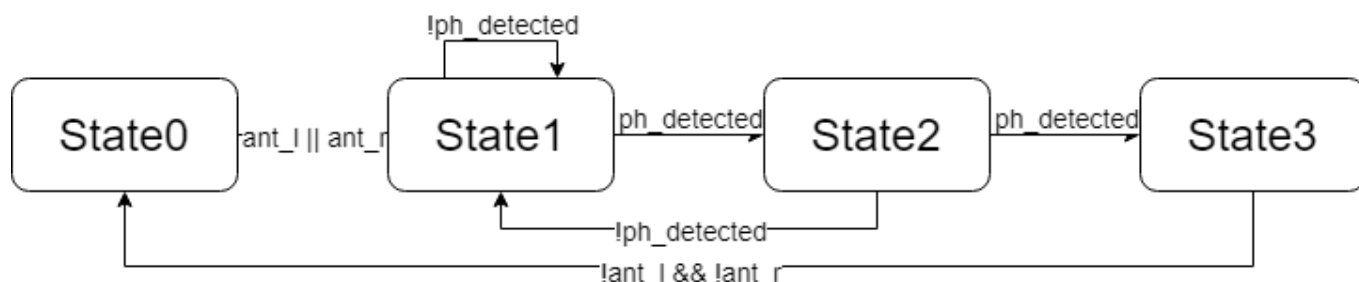 !ph_detected
State0
ant_l || ant_r
State1
ph_detected
State2
ph_detected
State3
!ph_detected
!ant_l && !ant_r